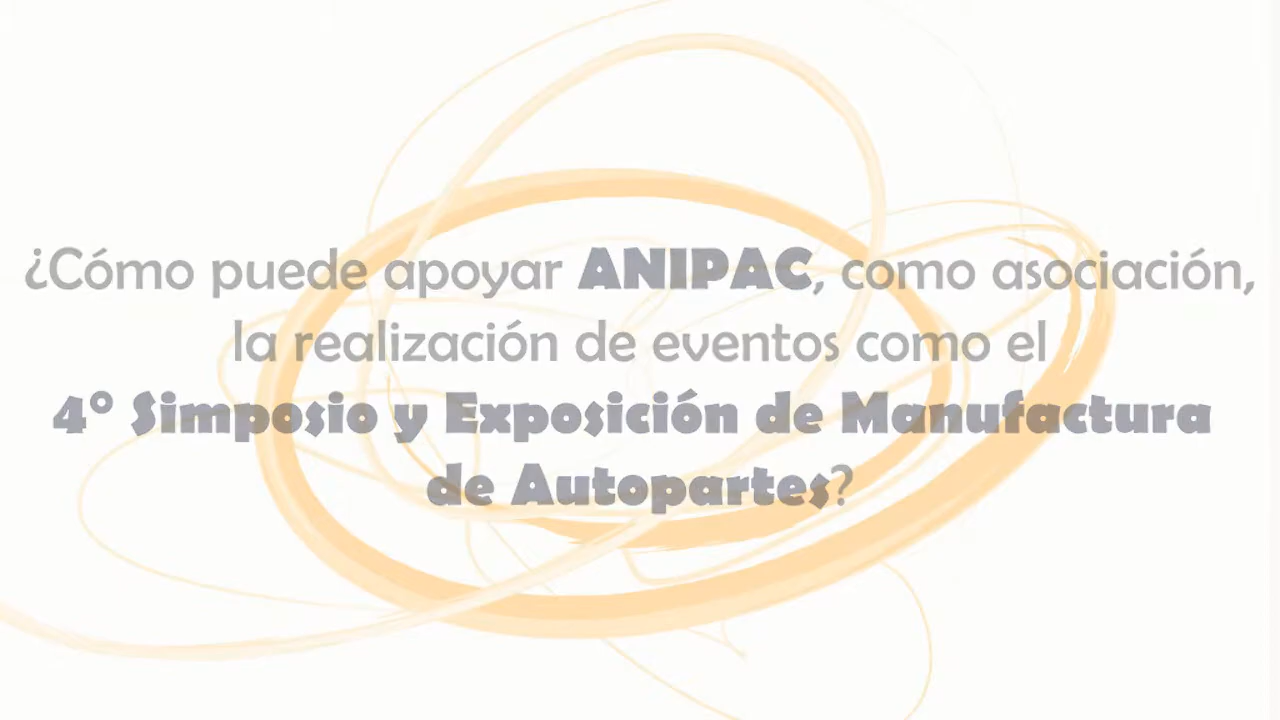 ¿Cómo puede apoyar ANIPAC, como asociación,
la realización de eventos como el
4° Simposio y Exposición de Manufactura
de Autopartes?